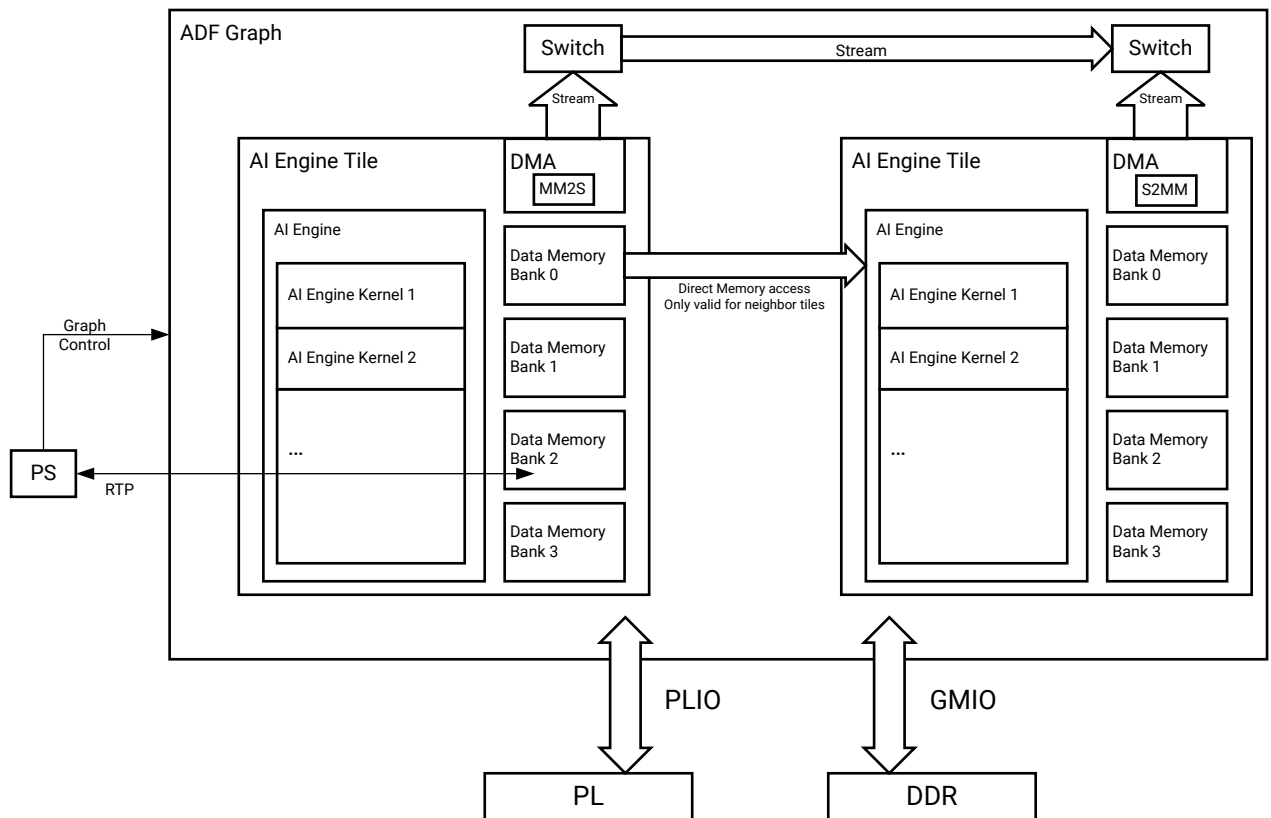 ADF Graph
Switch
Stream
Switch
Stream
Stream
AI Engine Tile
DMA
MM2S
AI Engine
AI Engine Kernel 1
AI Engine Kernel 2
...
Data Memory
Bank 0
Data Memory
Bank 1
Data Memory
Bank 2
Data Memory
Bank 3
Direct Memory access
Only valid for neighbor tiles
AI Engine Tile
DMA
S2MM
AI Engine
AI Engine Kernel 1
AI Engine Kernel 2
...
Data Memory
Bank 0
Data Memory
Bank 1
Data Memory
Bank 2
Data Memory
Bank 3
Graph
Control
PS
RTP
PLIO
GMIO
PL
DDR